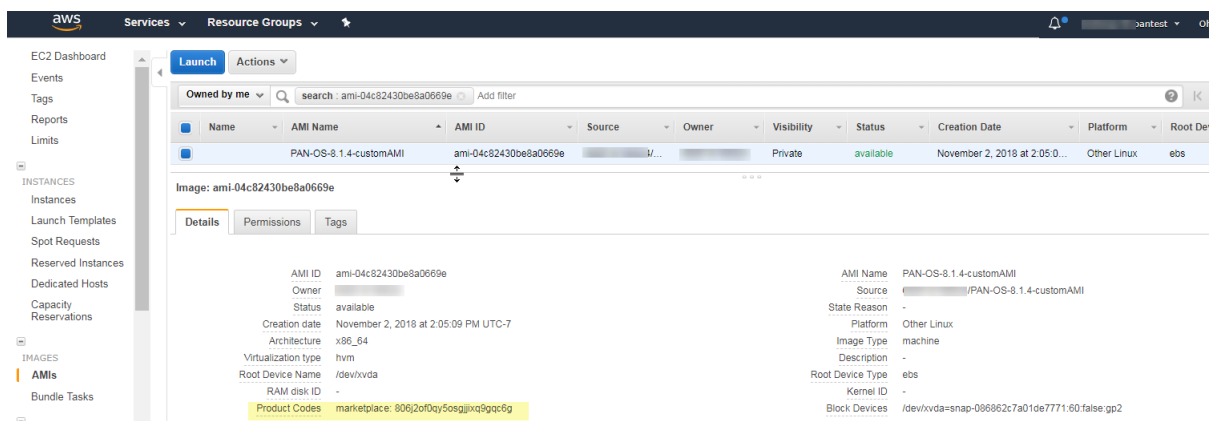 aws Services Resource Groups pantest Oh
EC2 Dashboard
Events
Tags
Reports
Limits
INSTANCES
Instances
Launch Templates
Spot Requests
Reserved Instances
Dedicated Hosts
Capacity
Reservations
IMAGES
AMIs
Bundle Tasks
Launch Actions
Owned by me search : ami-04c82430be8a0669e Add filter
Name AMI Name AMI ID Source Owner Visibility Status Creation Date Platform Root Dev
PAN-OS-8.1.4-customAMI ami-04c82430be8a0669e /... Private available November 2, 2018 at 2:05:0... Other Linux ebs
Image: ami-04c82430be8a0669e
Details Permissions Tags
AMI ID ami-04c82430be8a0669e AMI Name PAN-OS-8.1.4-customAMI
Owner Source /PAN-OS-8.1.4-customAMI
Status available State Reason -
Creation date November 2, 2018 at 2:05:09 PM UTC-7 Platform Other Linux
Architecture x86_64 Image Type machine
Virtualization type hvm Description -
Root Device Name /dev/xvda Root Device Type ebs
RAM disk ID - Kernel ID -
Product Codes marketplace: 806j2of0qy5osgjjixq9gqc6g Block Devices /dev/xvda=snap-086862c7a01de7771:60:false:gp2